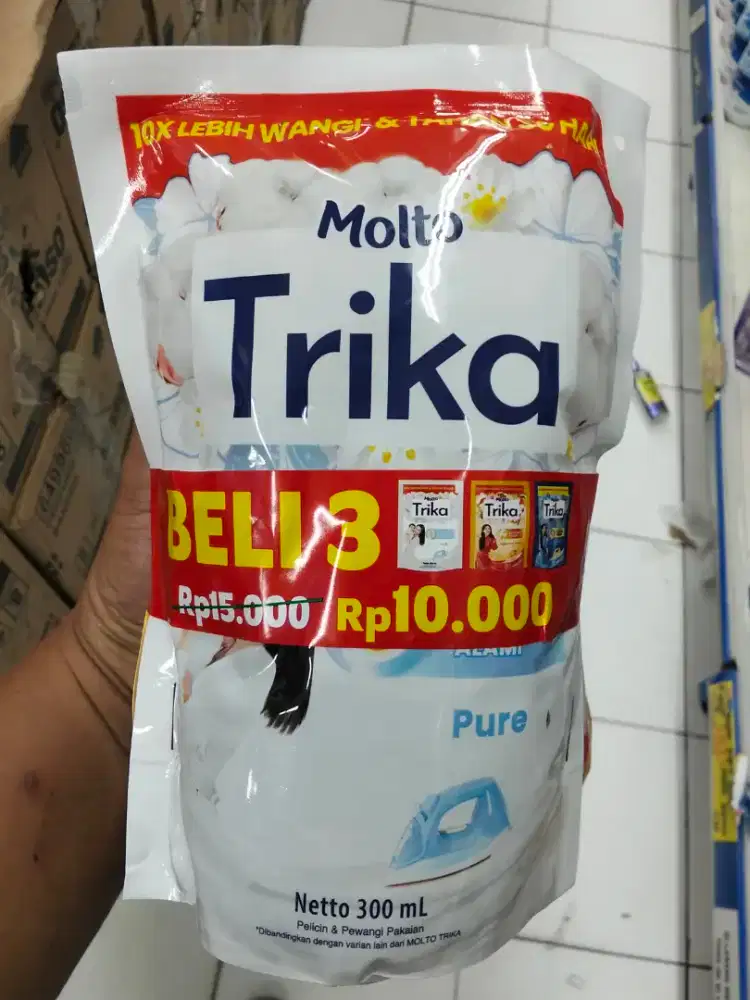 10X LEBIH WANGI & TAHAN
Molto
Trika
BELI 3
Trika
Trika
Trika
Rp15.000 Rp10.000
ALAMI
Pure
Netto 300 mL
Pelicin & Pewangi Pakaian
*Dibandingkan dengan varian lain dari MOLTO TRIKA